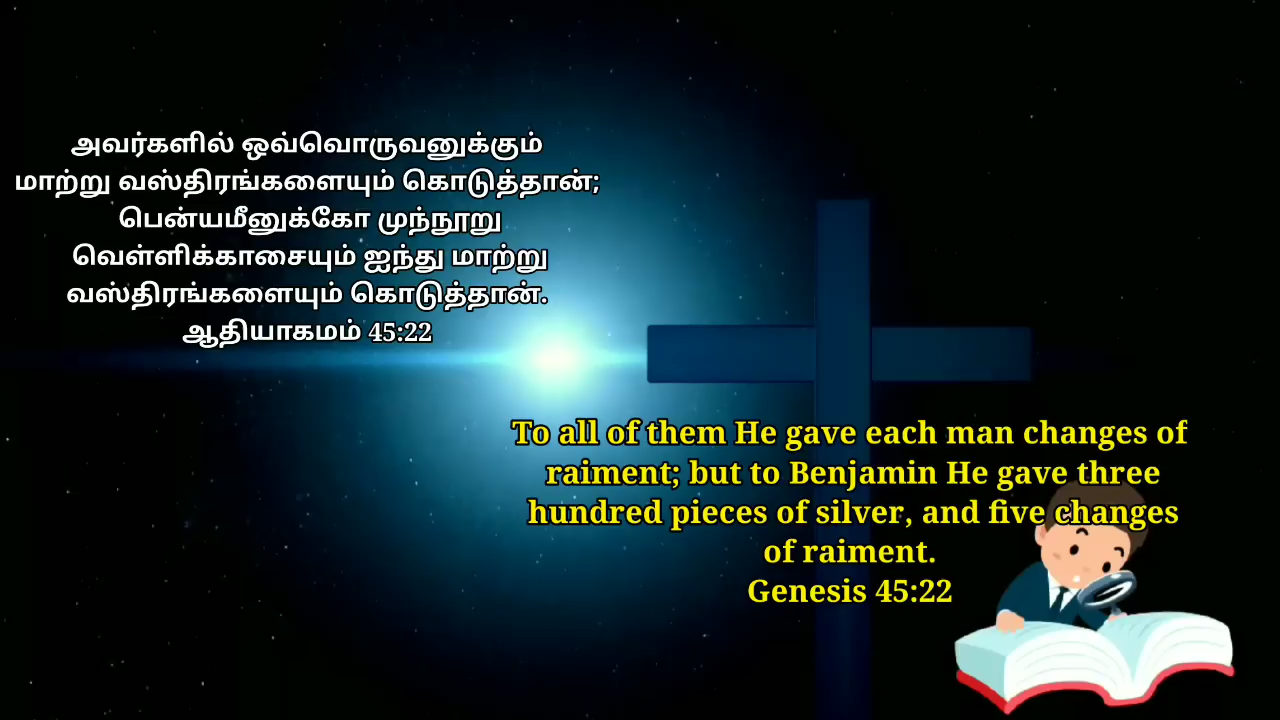 அவர்களில் ஒவ்வொருவனுக்கும்
மாற்று வஸ்திரங்களையும் கொடுத்தான்;
பென்யமீனுக்கோ முந்நூறு
வெள்ளிக்காசையும் ஐந்து மாற்று
வஸ்திரங்களையும் கொடுத்தான்.
ஆதியாகமம் 45:22
To all of them He gave each man changes of
raiment; but to Benjamin He gave three
hundred pieces of silver, and five changes
of raiment.
Genesis 45:22